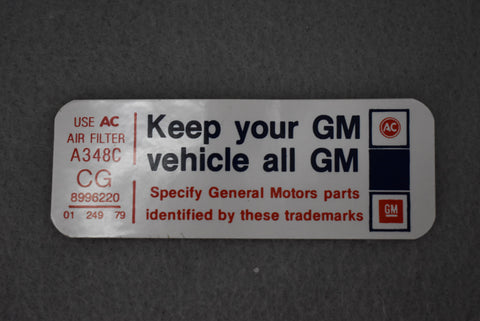 USE AC
AIR FILTER
A348C
CG
8996220
01 249 79
Keep your GM
vehicle all GM
Specify General Motors parts
identified by these trademarks
AC
GM